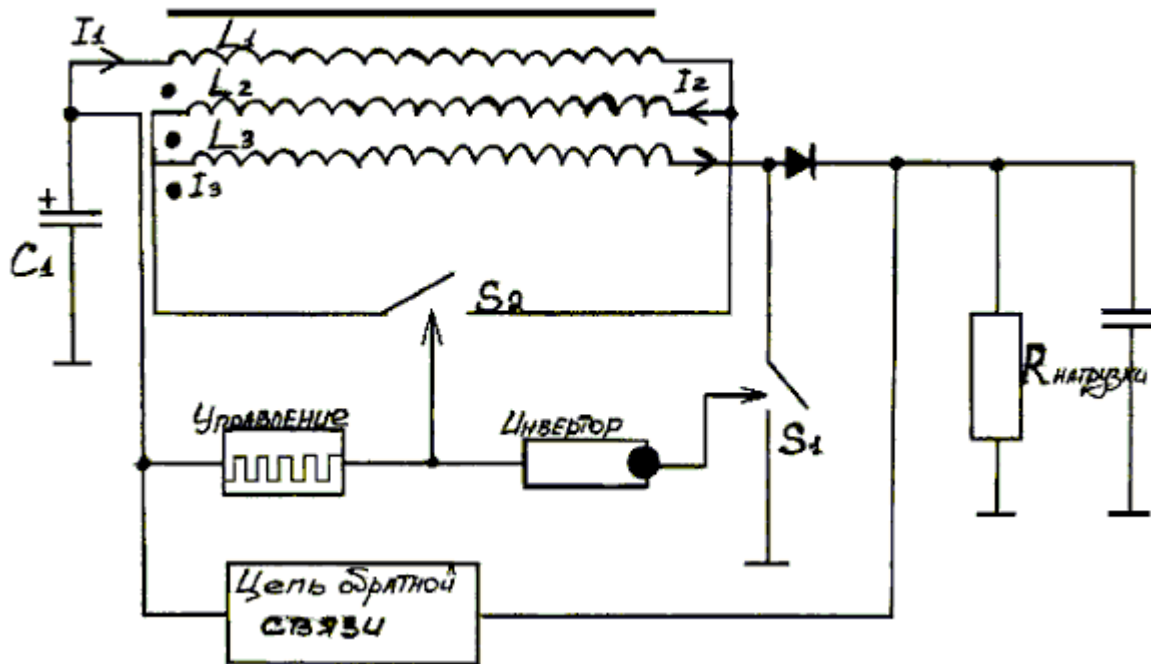 I1
L1
L2
I2
L3
I3
+
C1
S2
Rнагрузки
Управление
Инвертор
S1
Цепь обратной
связи